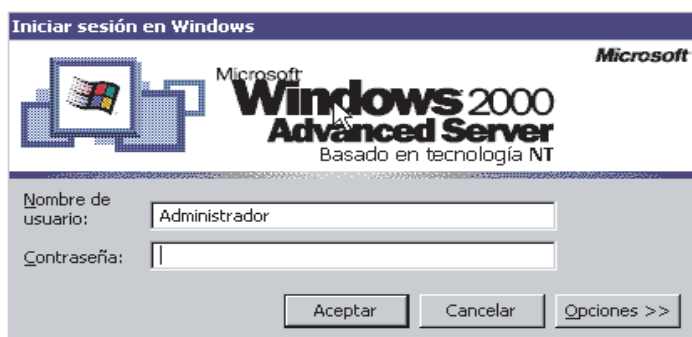 Iniciar sesión en Windows
Microsoft
Microsoft
Windows 2000
Advanced Server
Basado en tecnología NT
Nombre de
usuario:
Administrador
Contraseña:
Aceptar Cancelar Opciones >>